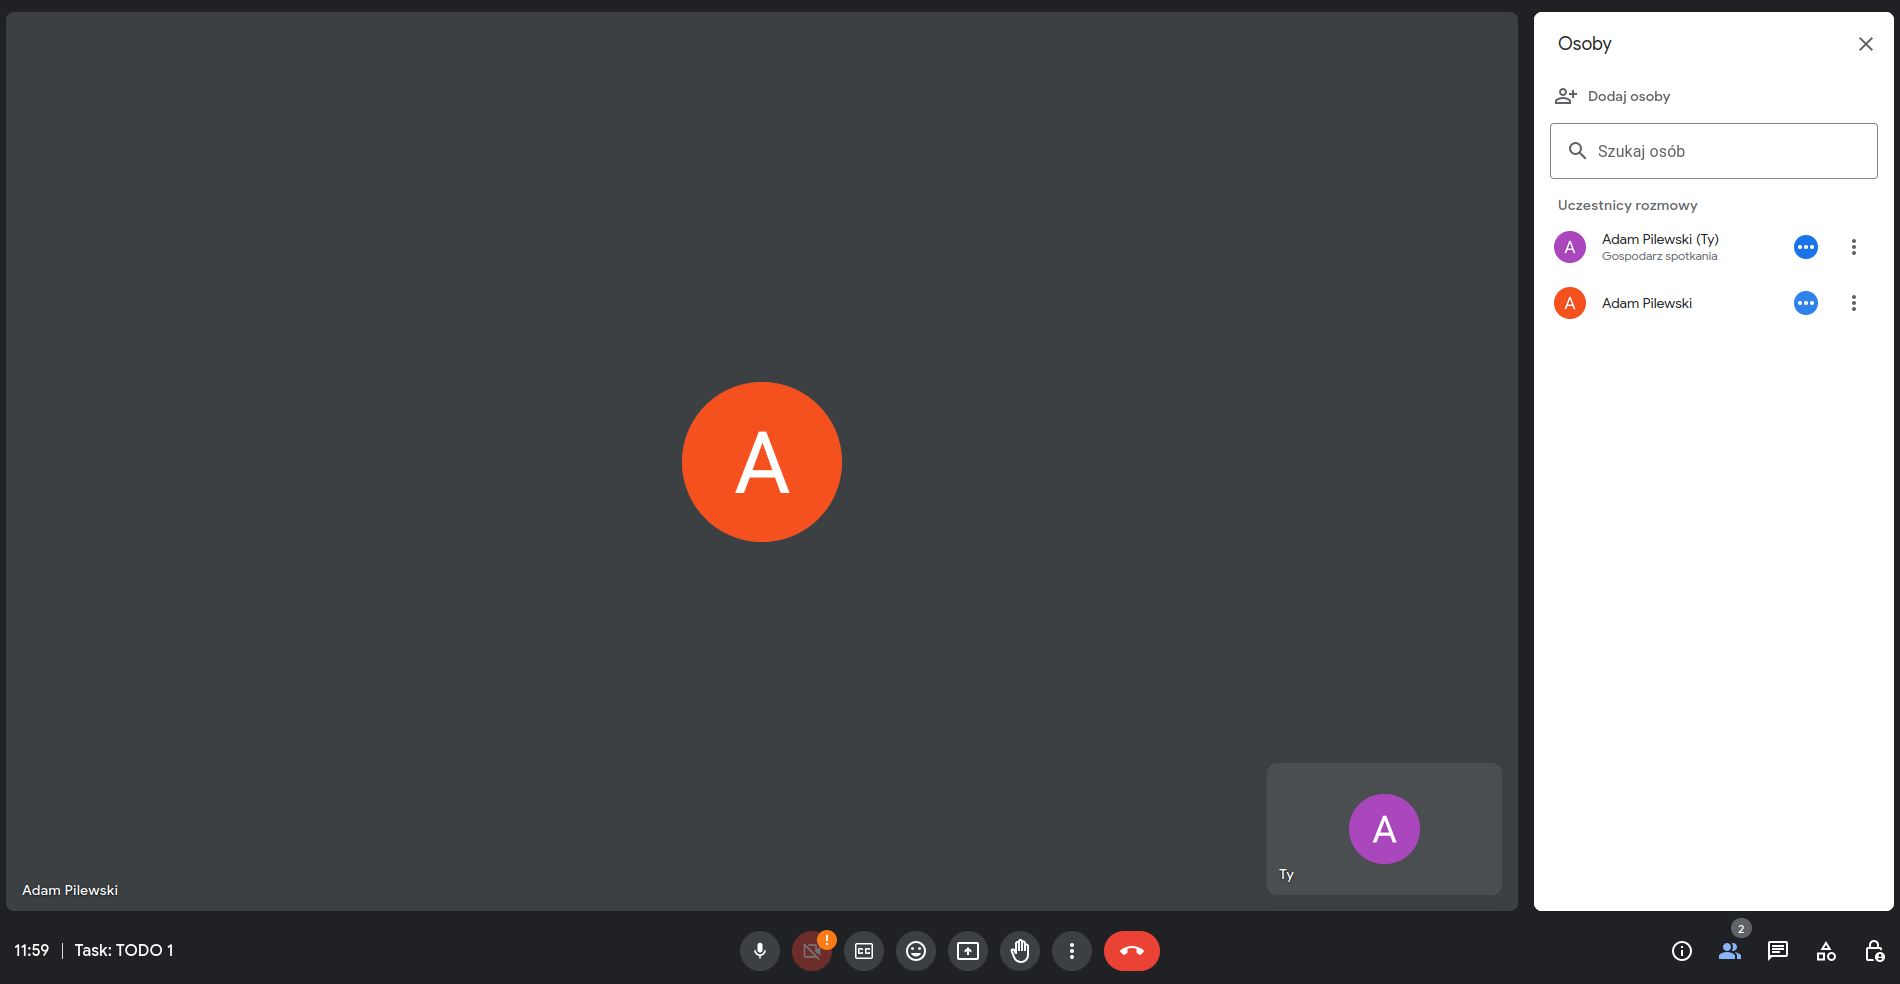 A
Adam Pilewski
A
Ty
Osoby
Dodaj osoby
Szukaj osób
Uczestnicy rozmowy
A
Adam Pilewski (Ty)
Gospodarz spotkania
A
Adam Pilewski
11:59 | Task: TODO 1
!
CC
2